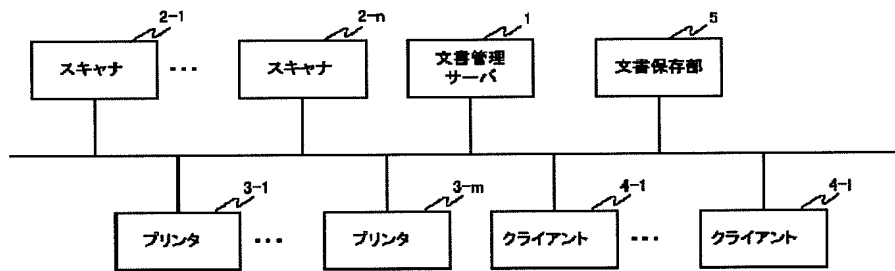 2-1
2-n
1
5
スキャナ
・・・
スキャナ
文書管理
サーバ
文書保存部
3-1
3-m
4-1
4-l
プリンタ
・・・
プリンタ
クライアント
・・・
クライアント